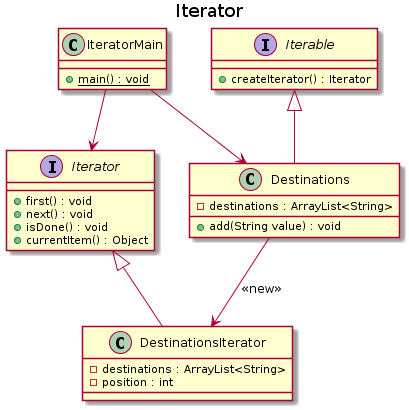 Iterator
C IteratorMain
main() : void
I Iterable
createIterator() : Iterator
I Iterator
first() : void
next() : void
isDone() : void
currentItem() : Object
C Destinations
destinations : ArrayList<String>
add(String value) : void
«new»
C DestinationsIterator
destinations : ArrayList<String>
position : int